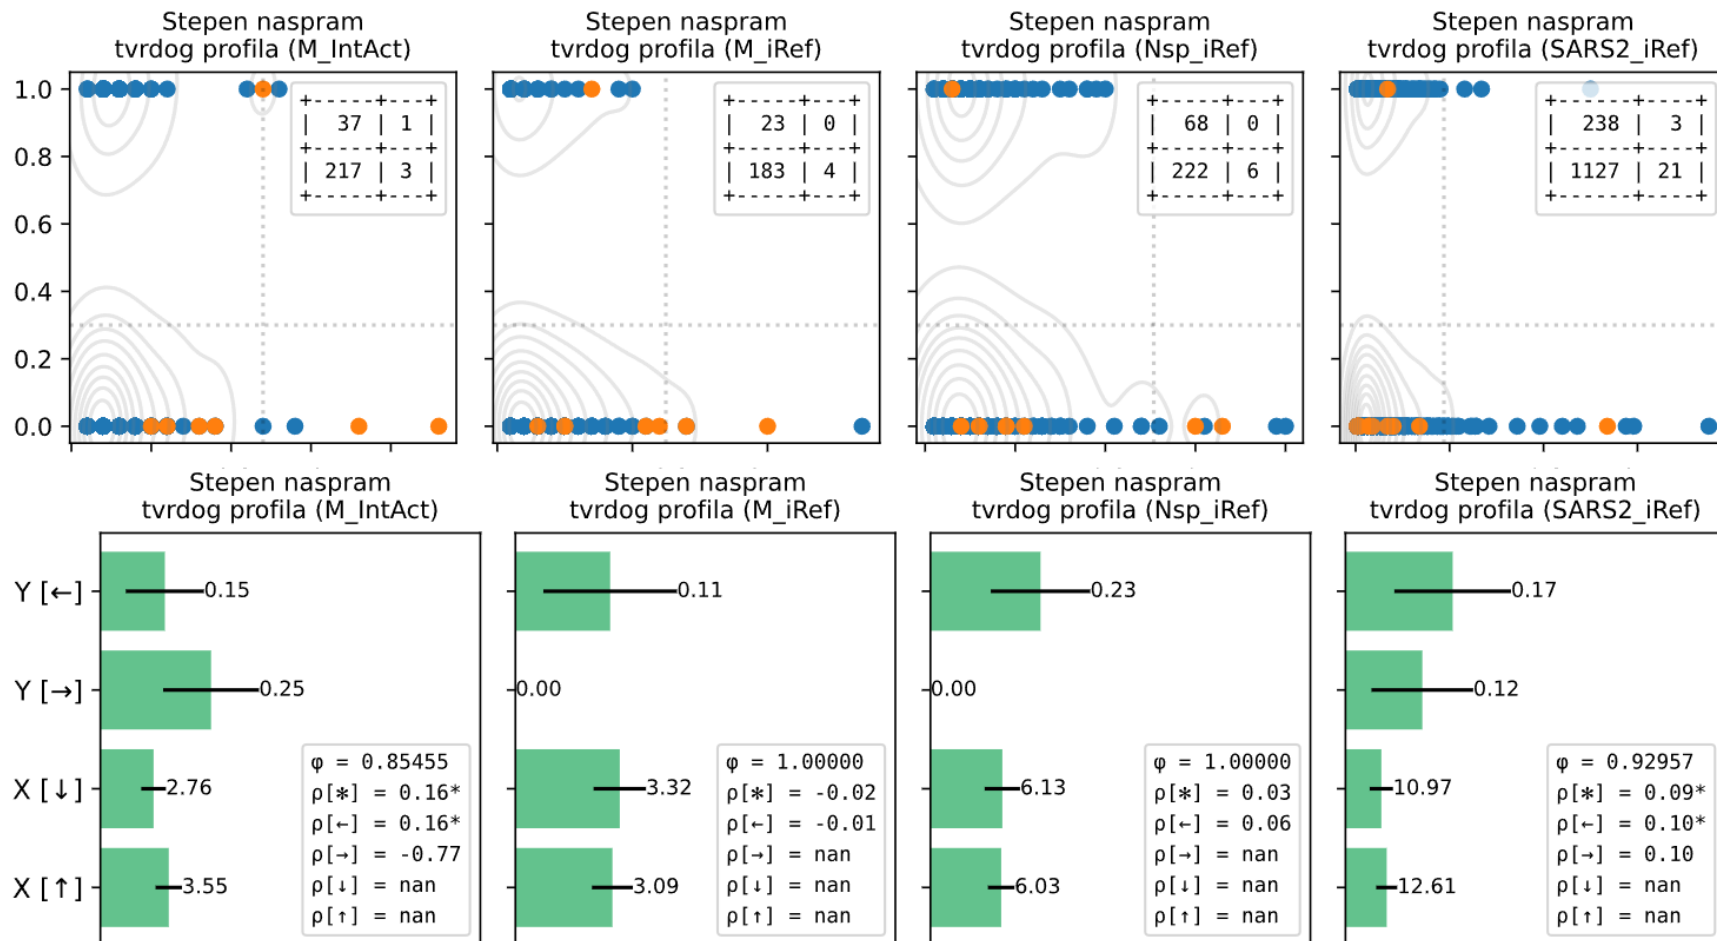 Stepen naspram
tvrdog profila (M_IntAct)
1.0
0.8
0.6
0.4
0.2
0.0
+-----+---+
| 37 | 1 |
+-----+---+
| 217 | 3 |
+-----+---+
Stepen naspram
tvrdog profila (M_iRef)
+-----+---+
| 23 | 0 |
+-----+---+
| 183 | 4 |
+-----+---+
Stepen naspram
tvrdog profila (Nsp_iRef)
+-----+---+
| 68 | 0 |
+-----+---+
| 222 | 6 |
+-----+---+
Stepen naspram
tvrdog profila (SARS2_iRef)
+------+----+
| 238 | 3 |
+------+----+
| 1127 | 21 |
+------+----+
Stepen naspram
tvrdog profila (M_IntAct)
Y [←]
Y [→]
X [↓]
X [↑]
0.15
0.25
2.76
3.55
φ = 0.85455
ρ[∗] = 0.16*
ρ[←] = 0.16*
ρ[→] = -0.77
ρ[↓] = nan
ρ[↑] = nan
Stepen naspram
tvrdog profila (M_iRef)
0.11
0.00
3.32
3.09
φ = 1.00000
ρ[∗] = -0.02
ρ[←] = -0.01
ρ[→] = nan
ρ[↓] = nan
ρ[↑] = nan
Stepen naspram
tvrdog profila (Nsp_iRef)
0.23
0.00
6.13
6.03
φ = 1.00000
ρ[∗] = 0.03
ρ[←] = 0.06
ρ[→] = nan
ρ[↓] = nan
ρ[↑] = nan
Stepen naspram
tvrdog profila (SARS2_iRef)
0.17
0.12
10.97
12.61
φ = 0.92957
ρ[∗] = 0.09*
ρ[←] = 0.10*
ρ[→] = 0.10
ρ[↓] = nan
ρ[↑] = nan